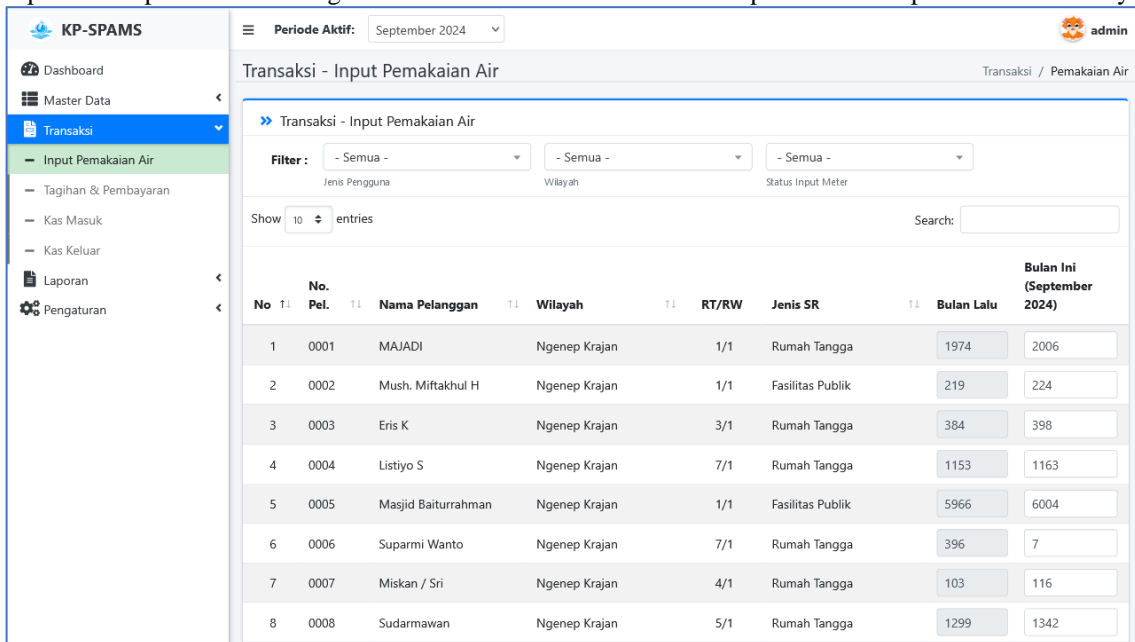 KP-SPAMS
Periode Aktif: September 2024
admin
Dashboard
Master Data
Transaksi
Input Pemakaian Air
Tagihan & Pembayaran
Kas Masuk
Kas Keluar
Laporan
Pengaturan
Transaksi - Input Pemakaian Air
Transaksi / Pemakaian Air
Transaksi - Input Pemakaian Air
Filter : - Semua - - Semua - - Semua -
Jenis Pengguna Wilayah Status Input Meter
Show 10 entries Search:
No No. Pel. Nama Pelanggan Wilayah RT/RW Jenis SR Bulan Lalu Bulan Ini (September 2024)
1 0001 MAJADI Ngenep Krajan 1/1 Rumah Tangga 1974 2006
2 0002 Mush. Miftakhul H Ngenep Krajan 1/1 Fasilitas Publik 219 224
3 0003 Eris K Ngenep Krajan 3/1 Rumah Tangga 384 398
4 0004 Listiyo S Ngenep Krajan 7/1 Rumah Tangga 1153 1163
5 0005 Masjid Baiturrahman Ngenep Krajan 1/1 Fasilitas Publik 5966 6004
6 0006 Suparmi Wanto Ngenep Krajan 7/1 Rumah Tangga 396 7
7 0007 Miskan / Sri Ngenep Krajan 4/1 Rumah Tangga 103 116
8 0008 Sudarmawan Ngenep Krajan 5/1 Rumah Tangga 1299 1342